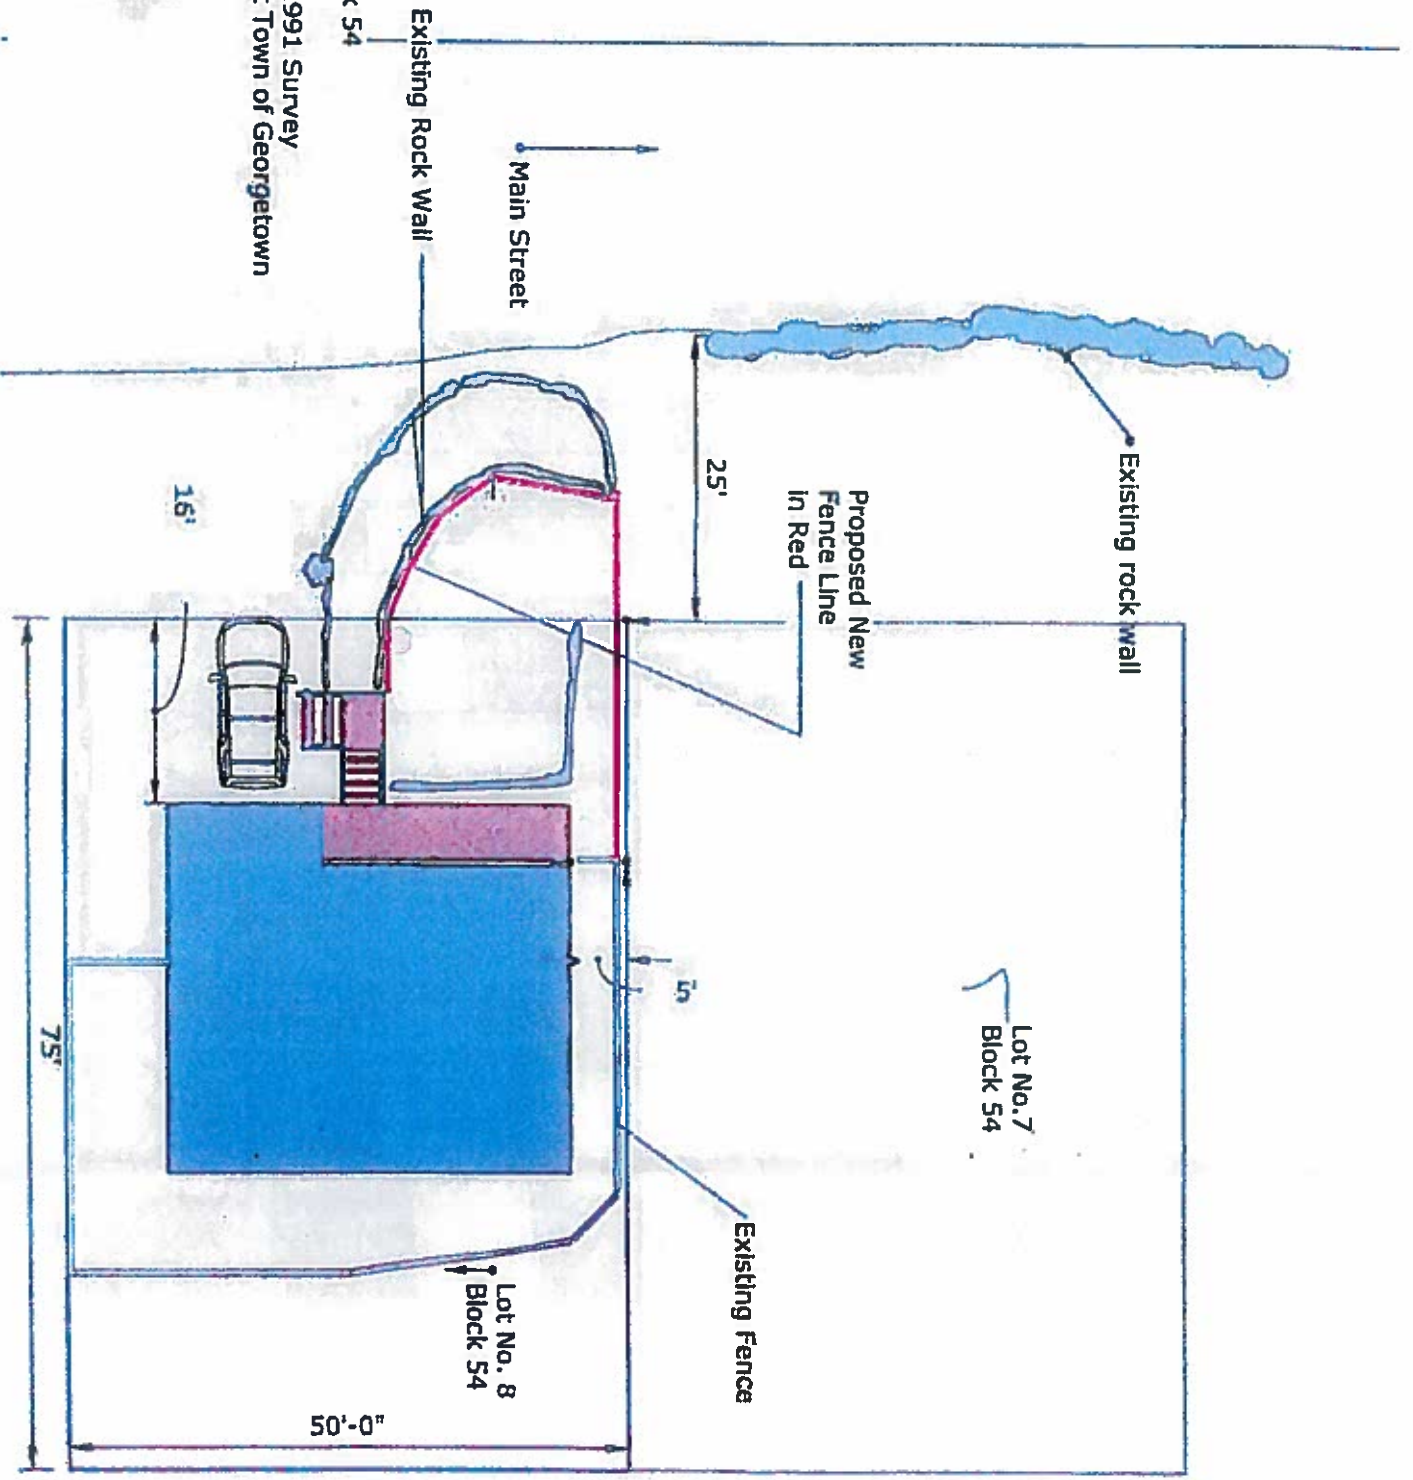 Existing rock wall
Lot No.7
Block 54
Proposed New
Fence Line
in Red
Existing Fence
25'
5'
Main Street
Lot No. 8
Block 54
Existing Rock Wall
50'-0"
54
991 Survey
Town of Georgetown
16'
75'